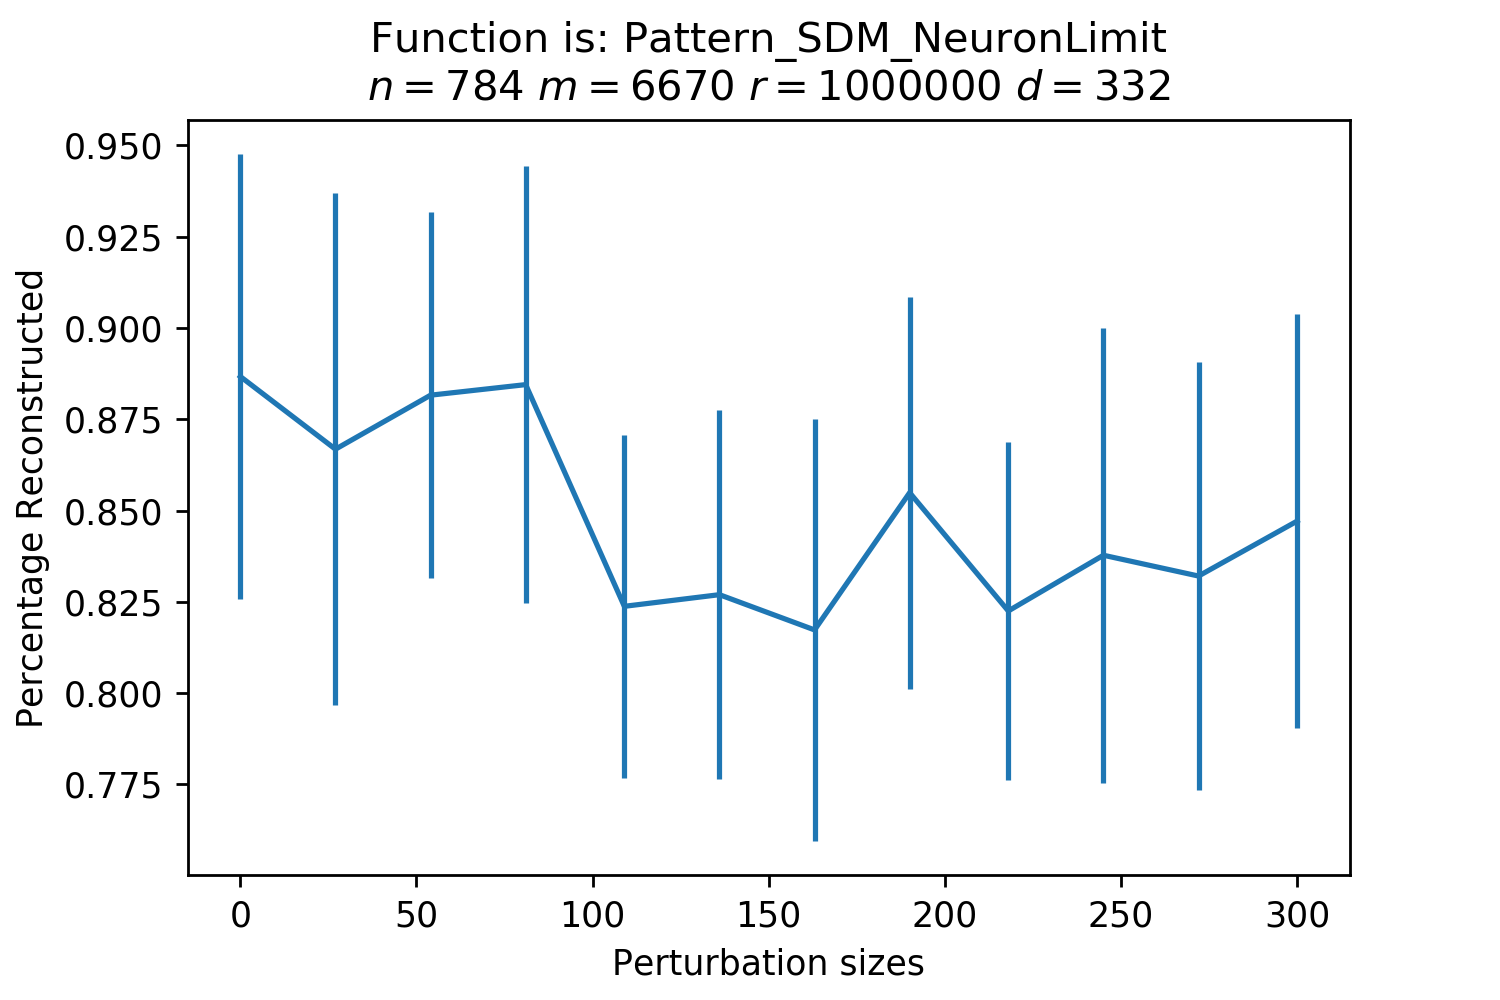 Function is: Pattern_SDM_NeuronLimit
n = 784 m = 6670 r = 1000000 d = 332
Percentage Reconstructed
0.950
0.925
0.900
0.875
0.850
0.825
0.800
0.775
0 50 100 150 200 250 300
Perturbation sizes